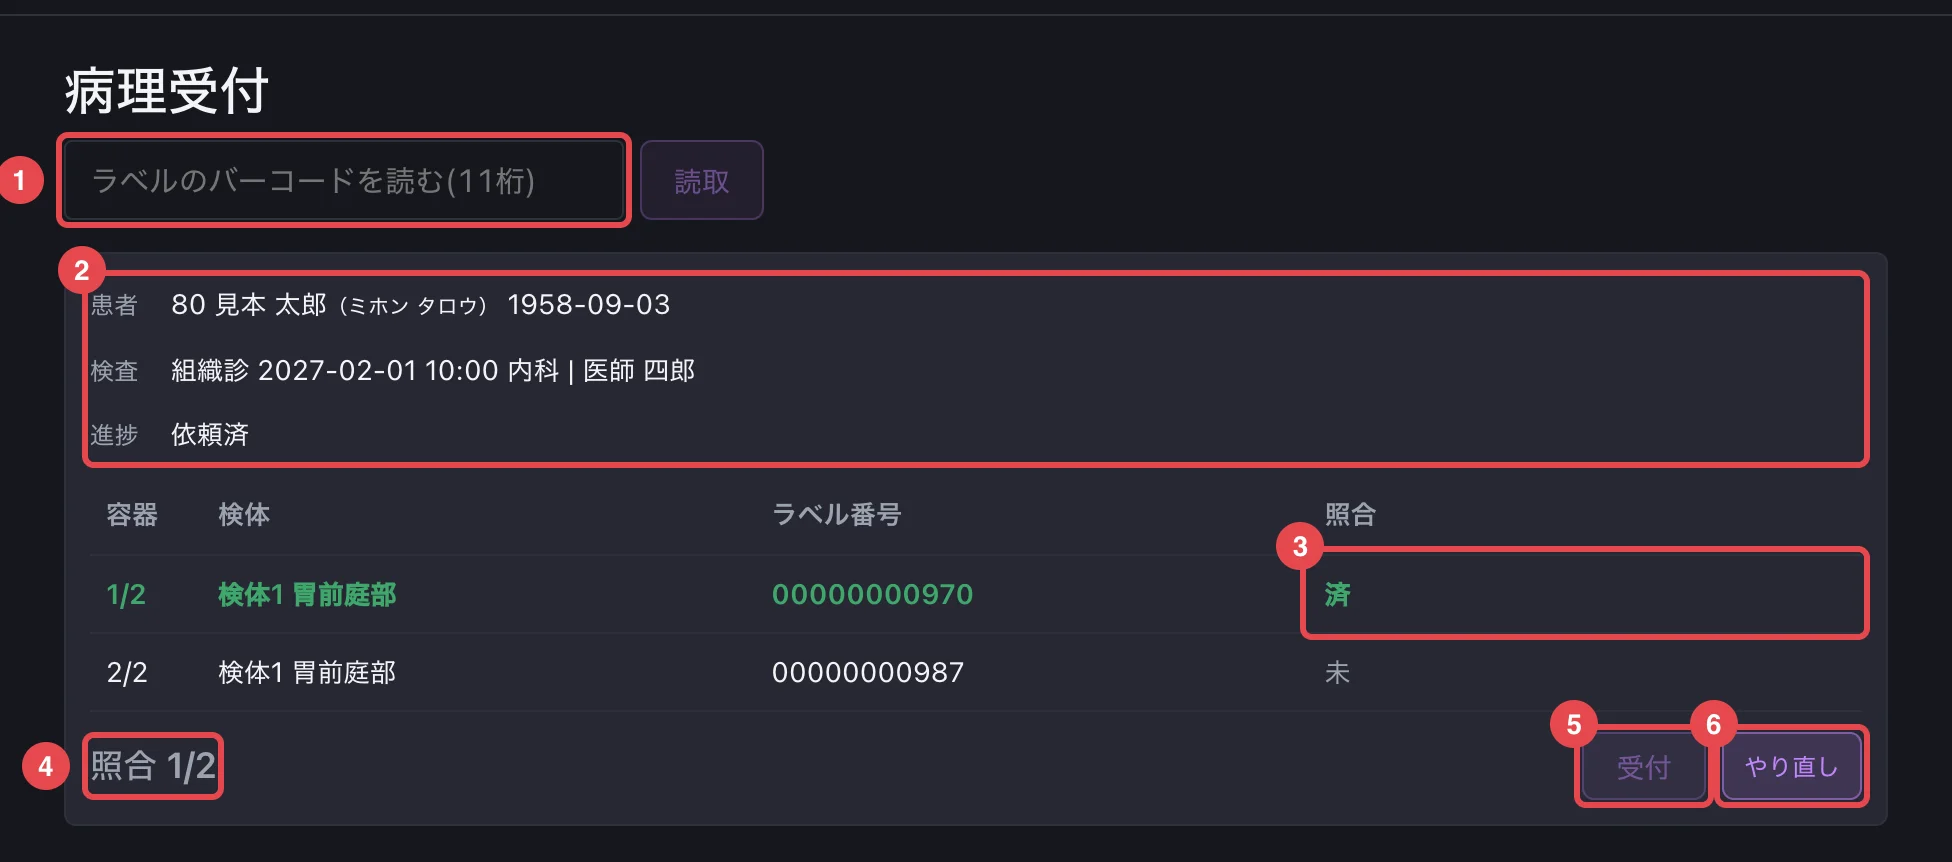 病理受付
1 ラベルのバーコードを読む(11桁) 読取
2
患者 80 見本 太郎（ミホン タロウ） 1958-09-03
検査 組織診 2027-02-01 10:00 内科 | 医師 四郎
進捗 依頼済
容器 検体 ラベル番号 照合
3
1/2 検体1 胃前庭部 00000000970 済
2/2 検体1 胃前庭部 00000000987 未
5 6
4 照合 1/2 受付 やり直し